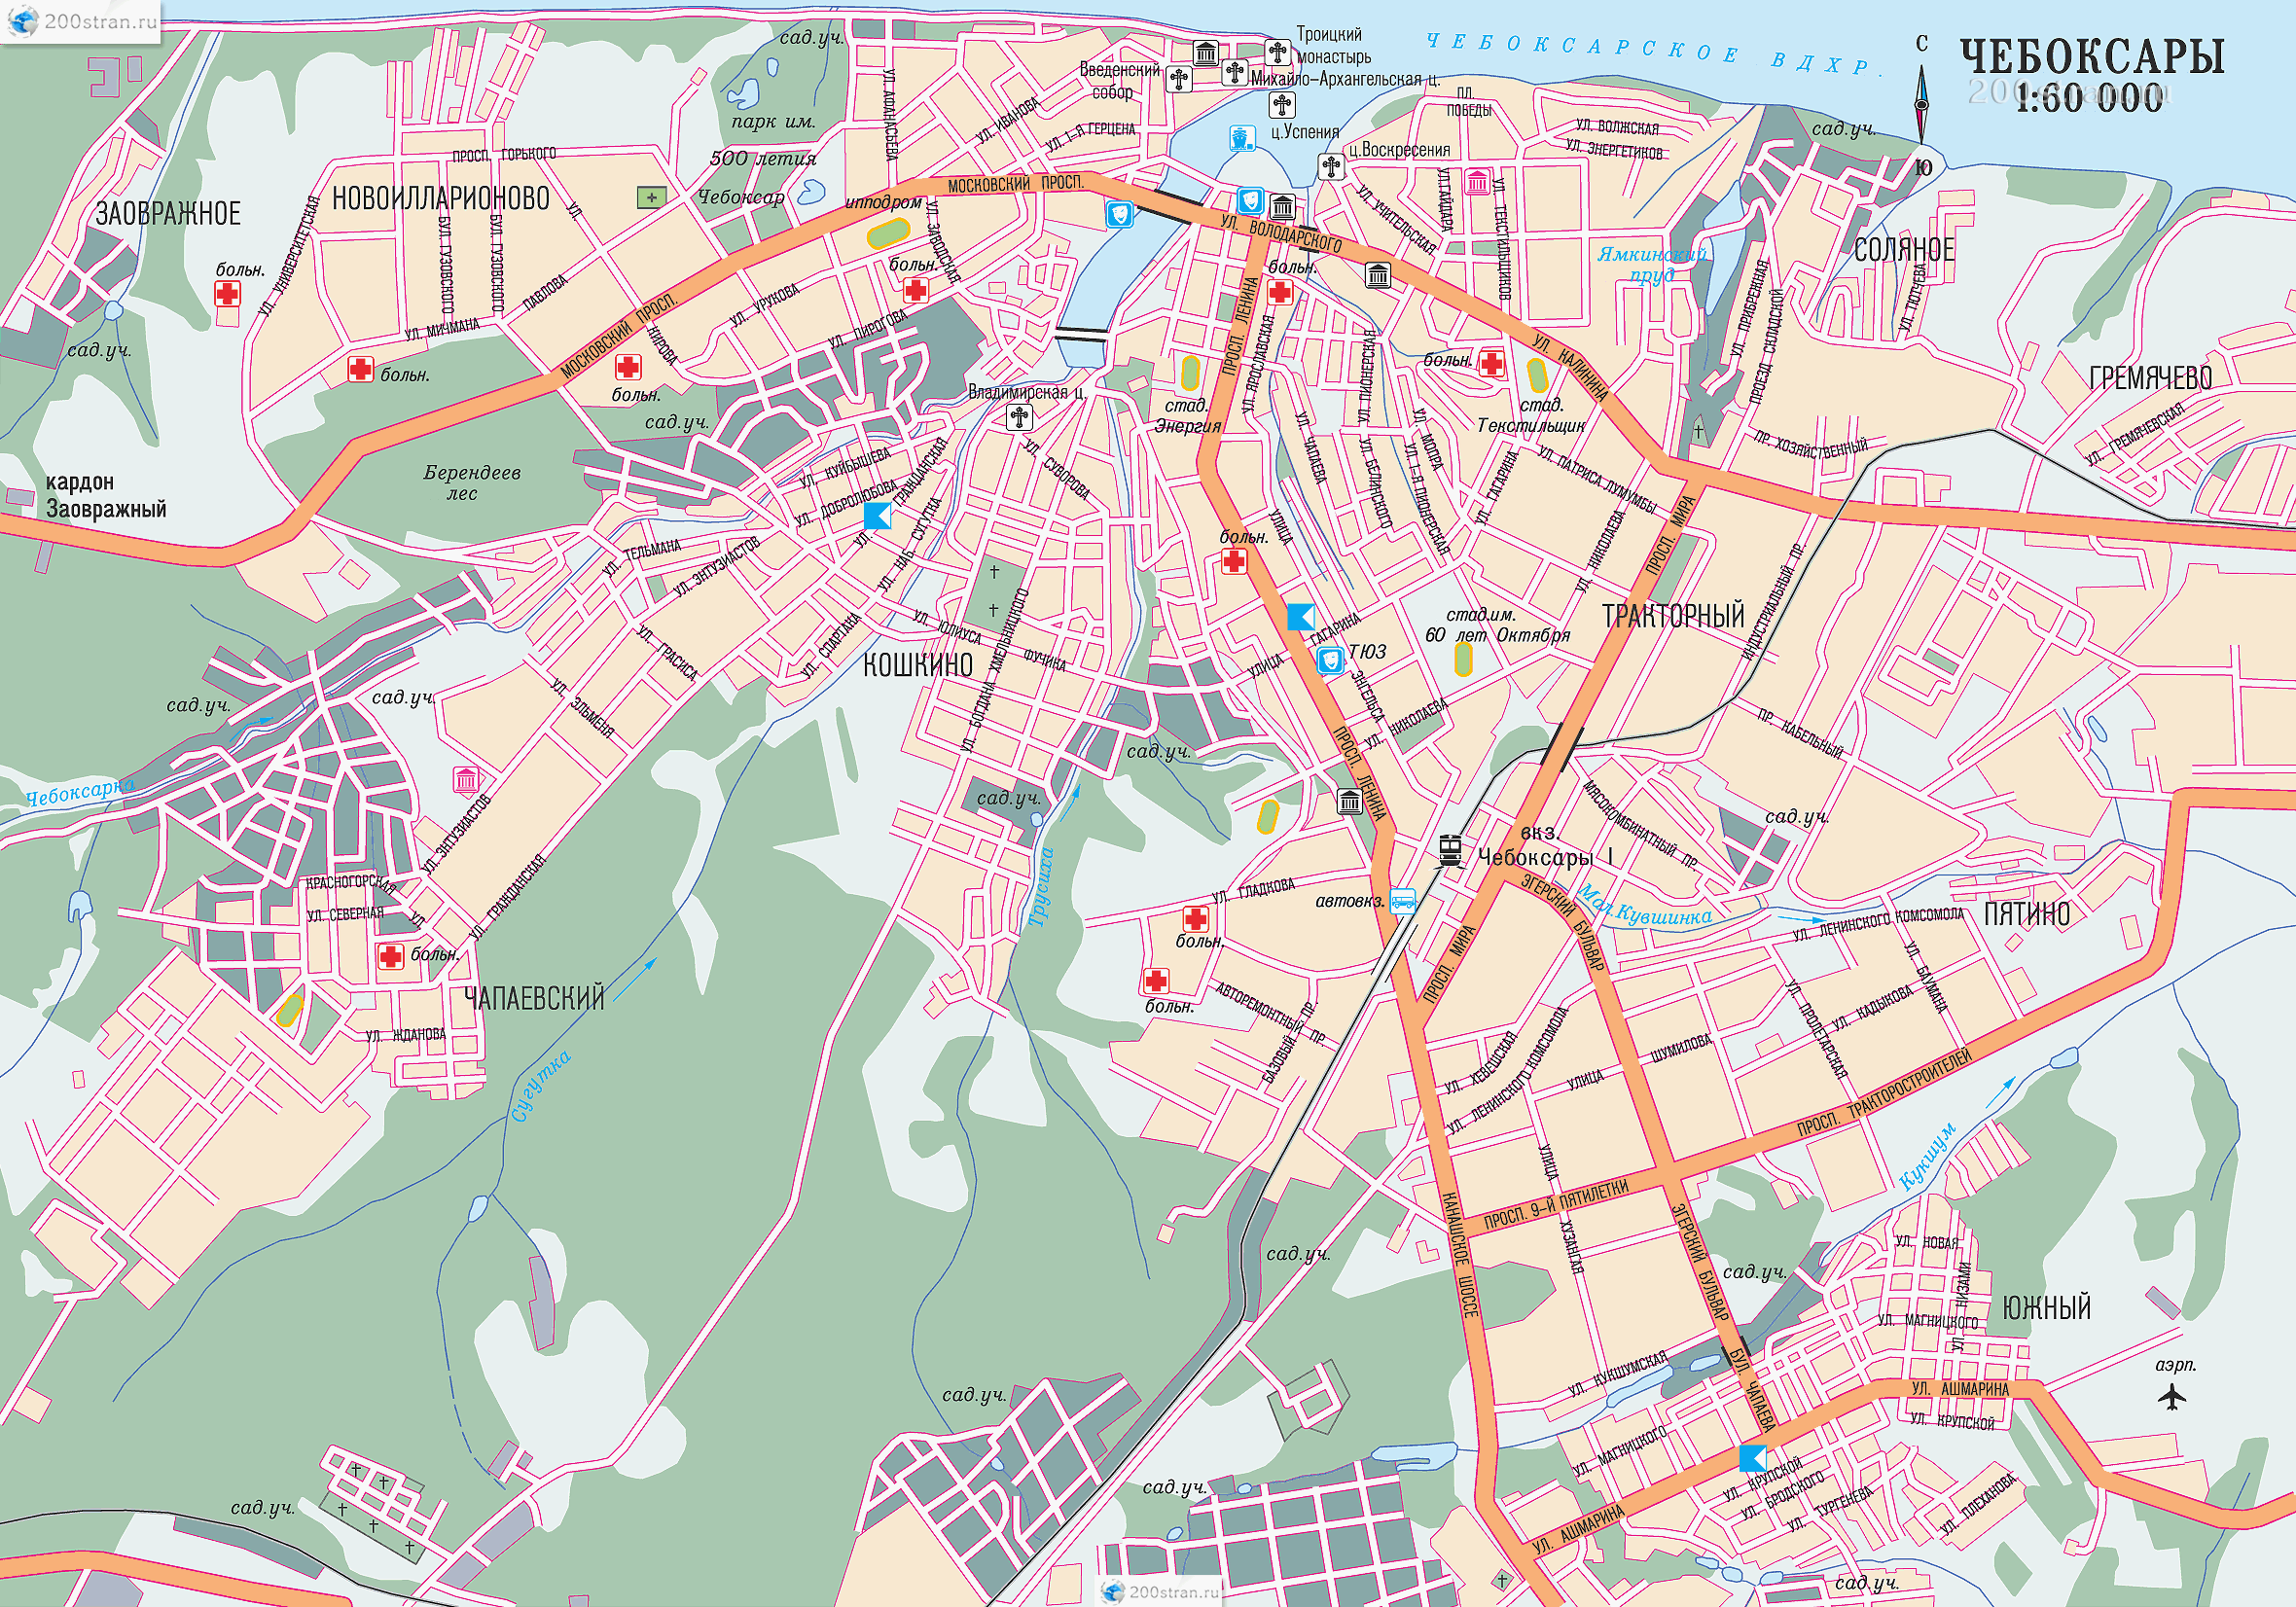 200stran.ru
ЧЕБОКСАРЫ
1:60 000
200stran.ru
С
Ю
ЧЕБОКСАРСКОЕ ВДХР.
сад.уч.
Троицкий
монастырь
Введенский
собор
Михайло-Архангельская ц.
ц.Успения
ц.Воскресения
ПЛ.
ПОБЕДЫ
УЛ. ВОЛЖСКАЯ
УЛ. ЭНЕРГЕТИКОВ
сад.уч.
УЛ. АФАНАСЬЕВА
УЛ. ИВАНОВА
УЛ. 1-Я ГЕРЦЕНА
парк им.
500 летия
Чебоксар
ПРОСП. ГОРЬКОГО
НОВОИЛЛАРИОНОВО
ЗАОВРАЖНОЕ
МОСКОВСКИЙ ПРОСП.
ипподром
УЛ. ЗАВОДСКАЯ
УЛ. ВОЛОДАРСКОГО
УЛ. УЧИТЕЛЬСКАЯ
УЛ.ГАЙДАРА
УЛ. ТЕКСТИЛЬЩИКОВ
Ямкинский
пруд
СОЛЯНОЕ
УЛ. ТЮТЧЕВА
УЛ. ПРИБРЕЖНАЯ
ПРОЕЗД СКЛАДСКОЙ
УЛ. УНИВЕРСИТЕТСКАЯ
БУЛ. ГУЗОВСКОГО
БУЛ. ГУЗОВСКОГО
УЛ.
ПАВЛОВА
больн.
УЛ. МИЧМАНА
МОСКОВСКИЙ ПРОСП.
КИРОВА
УЛ. УРУКОВА
УЛ. ПИРОГОВА
больн.
больн.
ПРОСП. ЛЕНИНА
УЛ. ЯРОСЛАВСКАЯ
УЛ. ПИОНЕРСКАЯ
УЛ. КАЛИНИНА
сад.уч.
больн.
больн.
больн.
стад.
Текстильщик
стад.
Энергия
ГРЕМЯЧЕВО
УЛ. ГРЕМЯЧЕВСКАЯ
ПР. ХОЗЯЙСТВЕННЫЙ
Владимирская ц.
сад.уч.
УЛ. ЧАПАЕВА
УЛ. БЕЛИНСКОГО
УЛ. МОПРА
УЛ. 1-Я ПИОНЕРСКАЯ
УЛ. ГАГАРИНА
УЛ. ПАТРИСА ЛУМУМБЫ
УЛ. НИКОЛАЕВА
ПРОСП. МИРА
Берендеев
лес
кардон
Заовражный
УЛ. КУЙБЫШЕВА
УЛ. ДОБРОЛЮБОВА
УЛ. ГРАЖДАНСКАЯ
УЛ. НАБ. СУГУТКА
УЛ. СУВОРОВА
УЛ. ТЕЛЬМАНА
УЛ. ЭНТУЗИАСТОВ
больн.
УЛИЦА
УЛИЦА ГАГАРИНА
ТЮЗ
стад.им.
60 лет Октября
ТРАКТОРНЫЙ
ИНДУСТРИАЛЬНЫЙ ПР.
УЛ. СПАРТАКА
УЛ. ЮЛИУСА ФУЧИКА
УЛ. БОГДАНА ХМЕЛЬНИЦКОГО
КОШКИНО
УЛ. ГРАСИСА
УЛ. ЭЛЬМЕНЯ
сад.уч.
сад.уч.
Чебоксарка
ЭНГЕЛЬСА
УЛ. НИКОЛАЕВА
ПРОСП. ЛЕНИНА
сад.уч.
сад.уч.
ПР. КАБЕЛЬНЫЙ
МЯСОКОМБИНАТНЫЙ ПР.
сад.уч.
вкз.
Чебоксары I
УЛ. ЭНТУЗИАСТОВ
УЛ. ГРАЖДАНСКАЯ
КРАСНОГОРСКАЯ
УЛ.
УЛ. СЕВЕРНАЯ
больн.
ЧАПАЕВСКИЙ
УЛ. ЖДАНОВА
Сугутка
Трусиха
УЛ. ГЛАДКОВА
автовкз.
больн.
больн.
АВТОРЕМОНТНЫЙ ПР.
БАЗОВЫЙ ПР.
ПРОСП. МИРА
ЭГЕРСКИЙ БУЛЬВАР
Мал.Кувшинка
УЛ. ЛЕНИНСКОГО КОМСОМОЛА
ПЯТИНО
УЛ. БАУМАНА
УЛ. КАДЫКОВА
УЛ. ПРОЛЕТАРСКАЯ
УЛ. ХЕВЕШСКАЯ
УЛ. ЛЕНИНСКОГО КОМСОМОЛА
УЛИЦА ШУМИЛОВА
ПРОСП. ТРАКТОРОСТРОИТЕЛЕЙ
Кукшум
УЛИЦА ХУЗАНГАЯ
ПРОСП. 9-Й ПЯТИЛЕТКИ
КАНАШСКОЕ ШОССЕ
ЭГЕРСКИЙ БУЛЬВАР
сад.уч.
сад.уч.
УЛ. НОВАЯ
УЛ. НИЗАМИ
УЛ. МАГНИЦКОГО
ЮЖНЫЙ
аэрп.
УЛ. КУКШУМСКАЯ
БУЛ. ЧАПАЕВА
УЛ. АШМАРИНА
УЛ. КРУПСКОЙ
УЛ. МАГНИЦКОГО
УЛ. КРУПСКОЙ
УЛ. БРОДСКОГО
УЛ. ТУРГЕНЕВА
УЛ. ПЛЕХАНОВА
УЛ. АШМАРИНА
сад.уч.
сад.уч.
сад.уч.
сад.уч.
200stran.ru